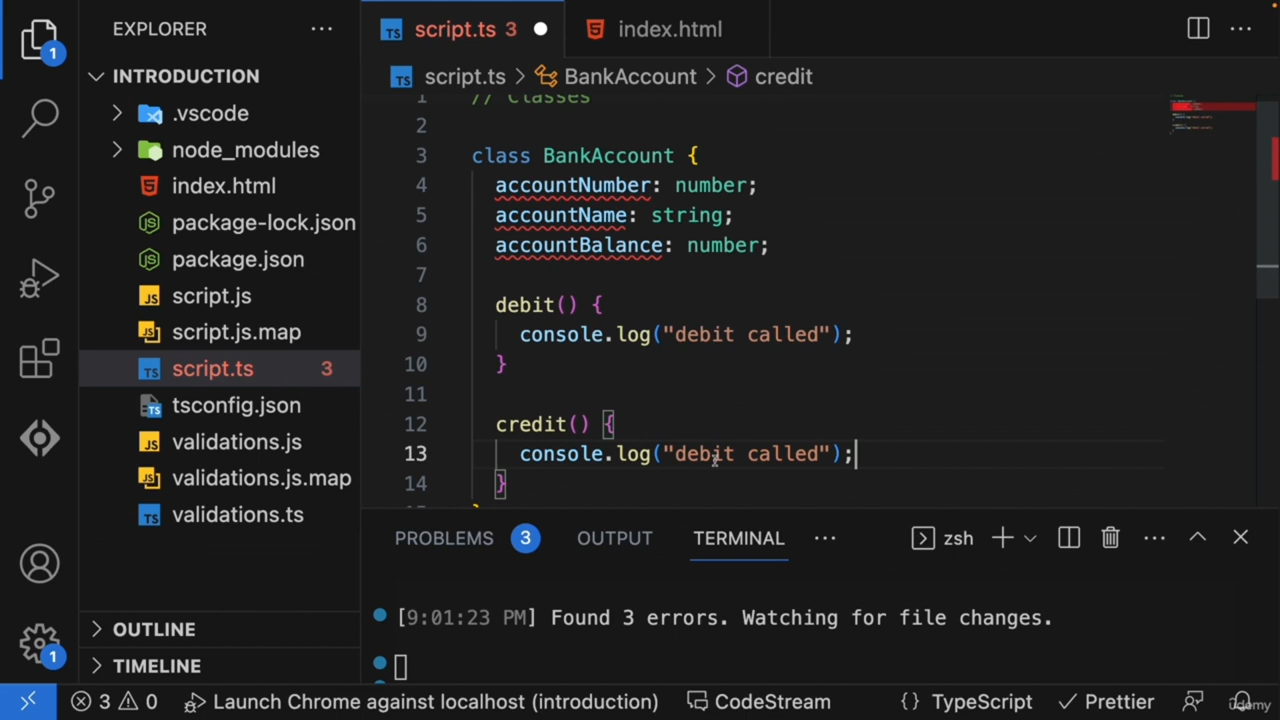 EXPLORER
script.ts 3
index.html
1
INTRODUCTION
script.ts > BankAccount > credit
.vscode
node_modules
index.html
package-lock.json
package.json
script.js
script.js.map
script.ts 3
tsconfig.json
validations.js
validations.js.map
validations.ts
OUTLINE
TIMELINE
1
1 // Classes
2
3 class BankAccount {
4 accountNumber: number;
5 accountName: string;
6 accountBalance: number;
7
8 debit() {
9 console.log("debit called");
10 }
11
12 credit() {
13 console.log("debit called");
14 }
PROBLEMS 3 OUTPUT TERMINAL ... zsh
[9:01:23 PM] Found 3 errors. Watching for file changes.
3 0 Launch Chrome against localhost (introduction) CodeStream {} TypeScript Prettier
udemy